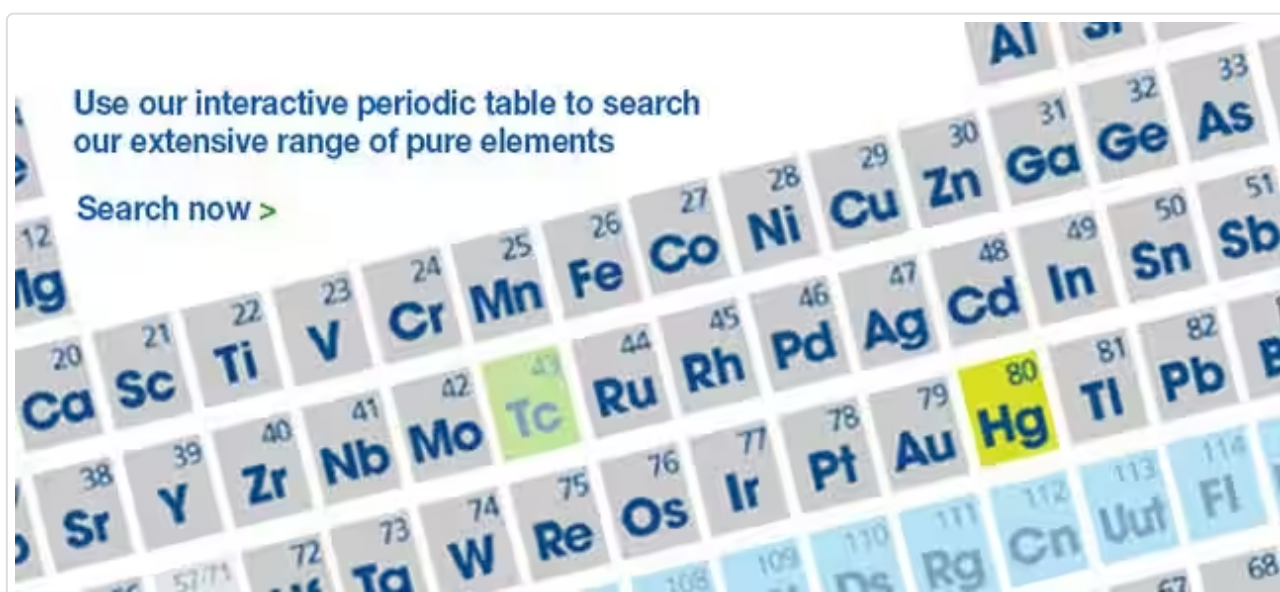 Use our interactive periodic table to search
our extensive range of pure elements
Search now >
Al
31 32 33
Ga Ge As
21 22 23 24 25 26 27 28 29 30
Sc Ti V Cr Mn Fe Co Ni Cu Zn
12
20
Ca
39 40 41 42 43 44 45 46 47 48 49 50 51
Y Zr Nb Mo Tc Ru Rh Pd Ag Cd In Sn Sb
38
Sr
72 73 74 75 76 77 78 79 80 81 82
Hf Ta W Re Os Ir Pt Au Hg Tl Pb
57/71
108 109 110 111 112 113 114
Ds Rg Cn Uut Fl
67 68